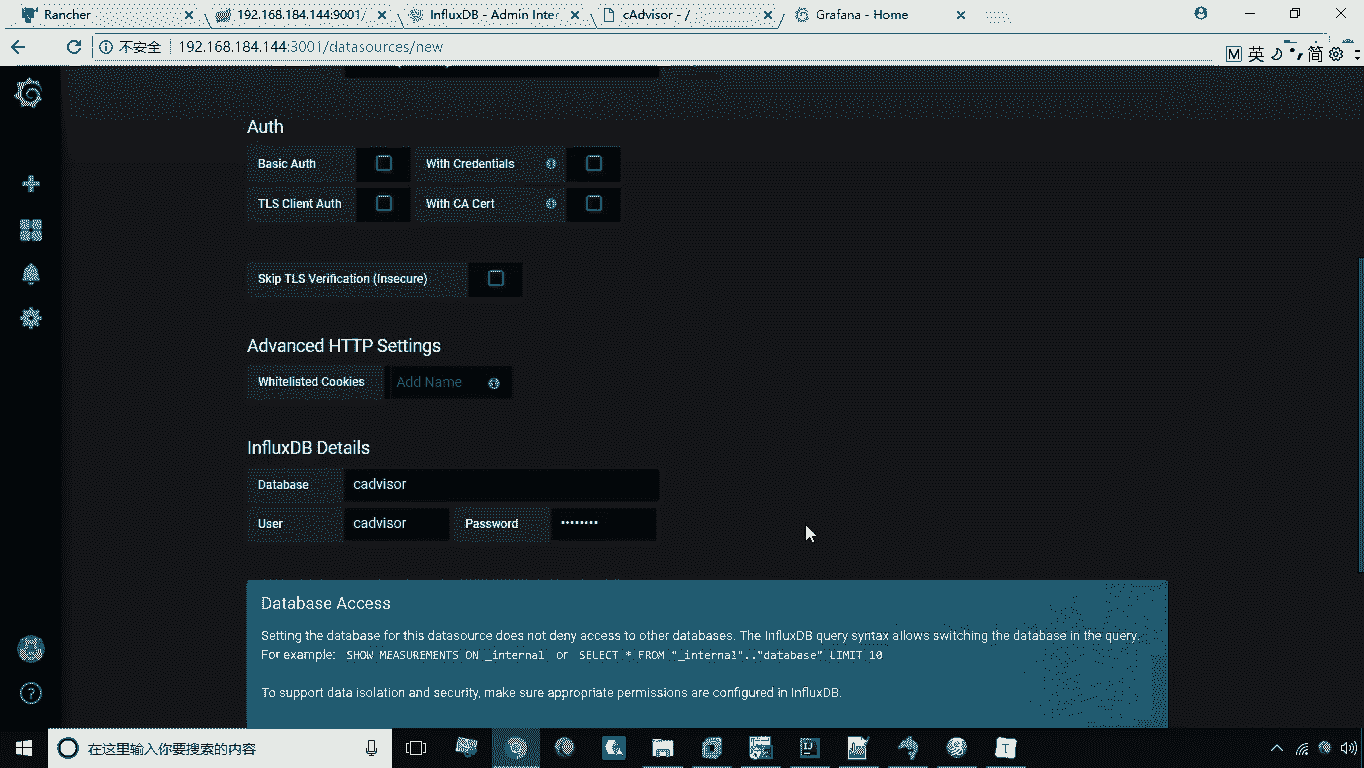 Rancher
192.168.184.144:9001/
InfluxDB - Admin Inter
cAdvisor - /
Grafana - Home
不安全
192.168.184.144:3001/datasources/new
M 英 简
Auth
Basic Auth
With Credentials
TLS Client Auth
With CA Cert
Skip TLS Verification (Insecure)
Advanced HTTP Settings
Whitelisted Cookies
Add Name
InfluxDB Details
Database
cadvisor
User
cadvisor
Password
••••••••
Database Access
Setting the database for this datasource does not deny access to other databases. The InfluxDB query syntax allows switching the database in the query.
For example: SHOW MEASUREMENTS ON _internal or SELECT * FROM "_internal".."database" LIMIT 10
To support data isolation and security, make sure appropriate permissions are configured in InfluxDB.
在这里输入你要搜索的内容
T